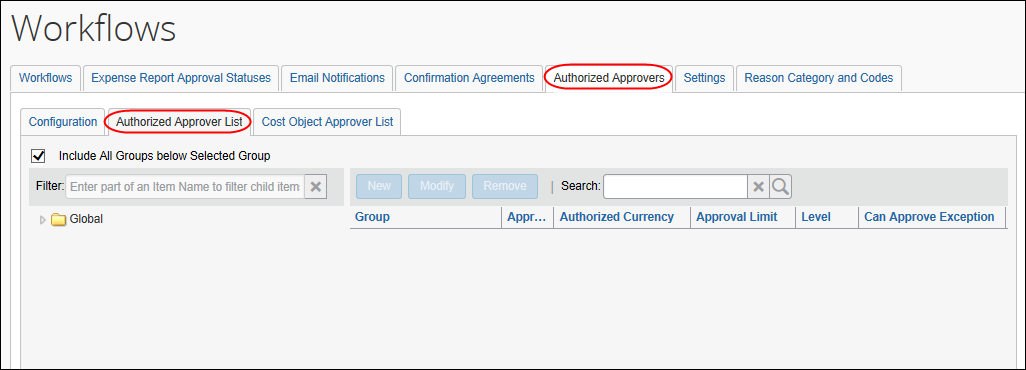 Workflows
Workflows Expense Report Approval Statuses Email Notifications Confirmation Agreements Authorized Approvers Settings Reason Category and Codes
Configuration Authorized Approver List Cost Object Approver List
Include All Groups below Selected Group
Filter: Enter part of an Item Name to filter child item New Modify Remove | Search:
Global
Group Appr... Authorized Currency Approval Limit Level Can Approve Exception